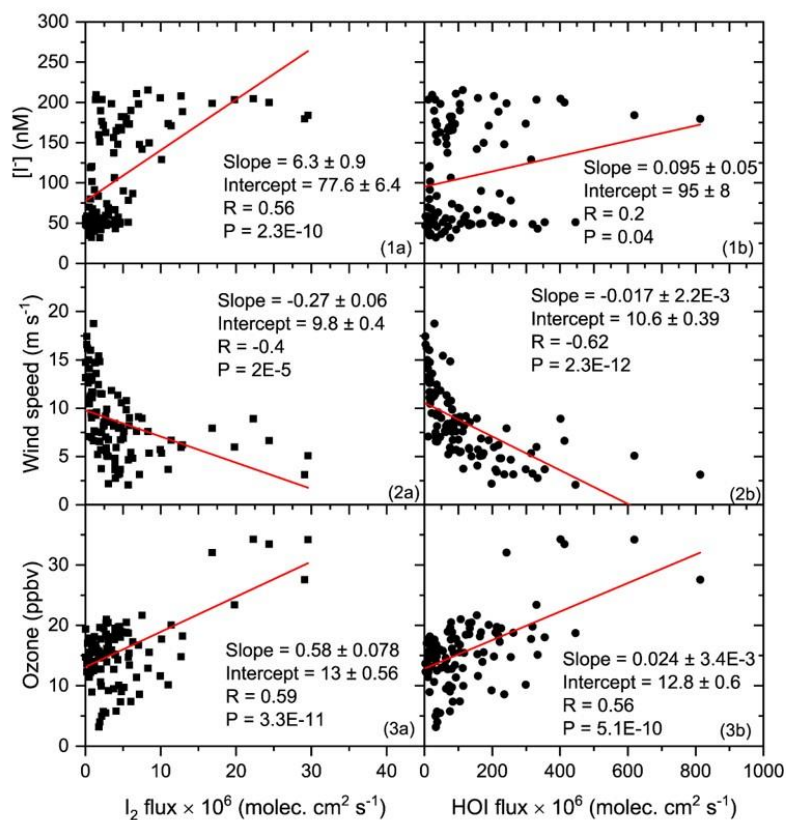 300
250
200
150
100
50
0
[I⁻] (nM)
Slope = 6.3 ± 0.9
Intercept = 77.6 ± 6.4
R = 0.56
P = 2.3E-10
(1a)
Slope = 0.095 ± 0.05
Intercept = 95 ± 8
R = 0.2
P = 0.04
(1b)
20
15
10
5
0
Wind speed (m s⁻¹)
Slope = -0.27 ± 0.06
Intercept = 9.8 ± 0.4
R = -0.4
P = 2E-5
(2a)
Slope = -0.017 ± 2.2E-3
Intercept = 10.6 ± 0.39
R = -0.62
P = 2.3E-12
(2b)
30
20
10
0
Ozone (ppbv)
Slope = 0.58 ± 0.078
Intercept = 13 ± 0.56
R = 0.59
P = 3.3E-11
(3a)
Slope = 0.024 ± 3.4E-3
Intercept = 12.8 ± 0.6
R = 0.56
P = 5.1E-10
(3b)
0 10 20 30 40
0 200 400 600 800 1000
I₂ flux × 10⁶ (molec. cm² s⁻¹)
HOI flux × 10⁶ (molec. cm² s⁻¹)